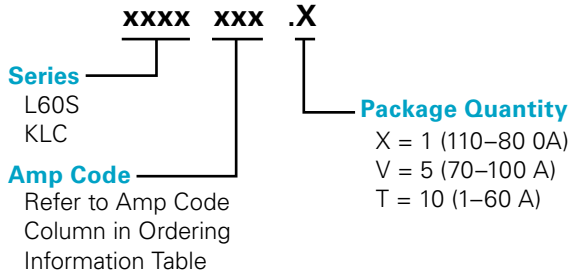 xxxx xxx .X
Series
L60S
KLC
Amp Code
Refer to Amp Code
Column in Ordering
Information Table
Package Quantity
X = 1 (110–80 0A)
V = 5 (70–100 A)
T = 10 (1–60 A)